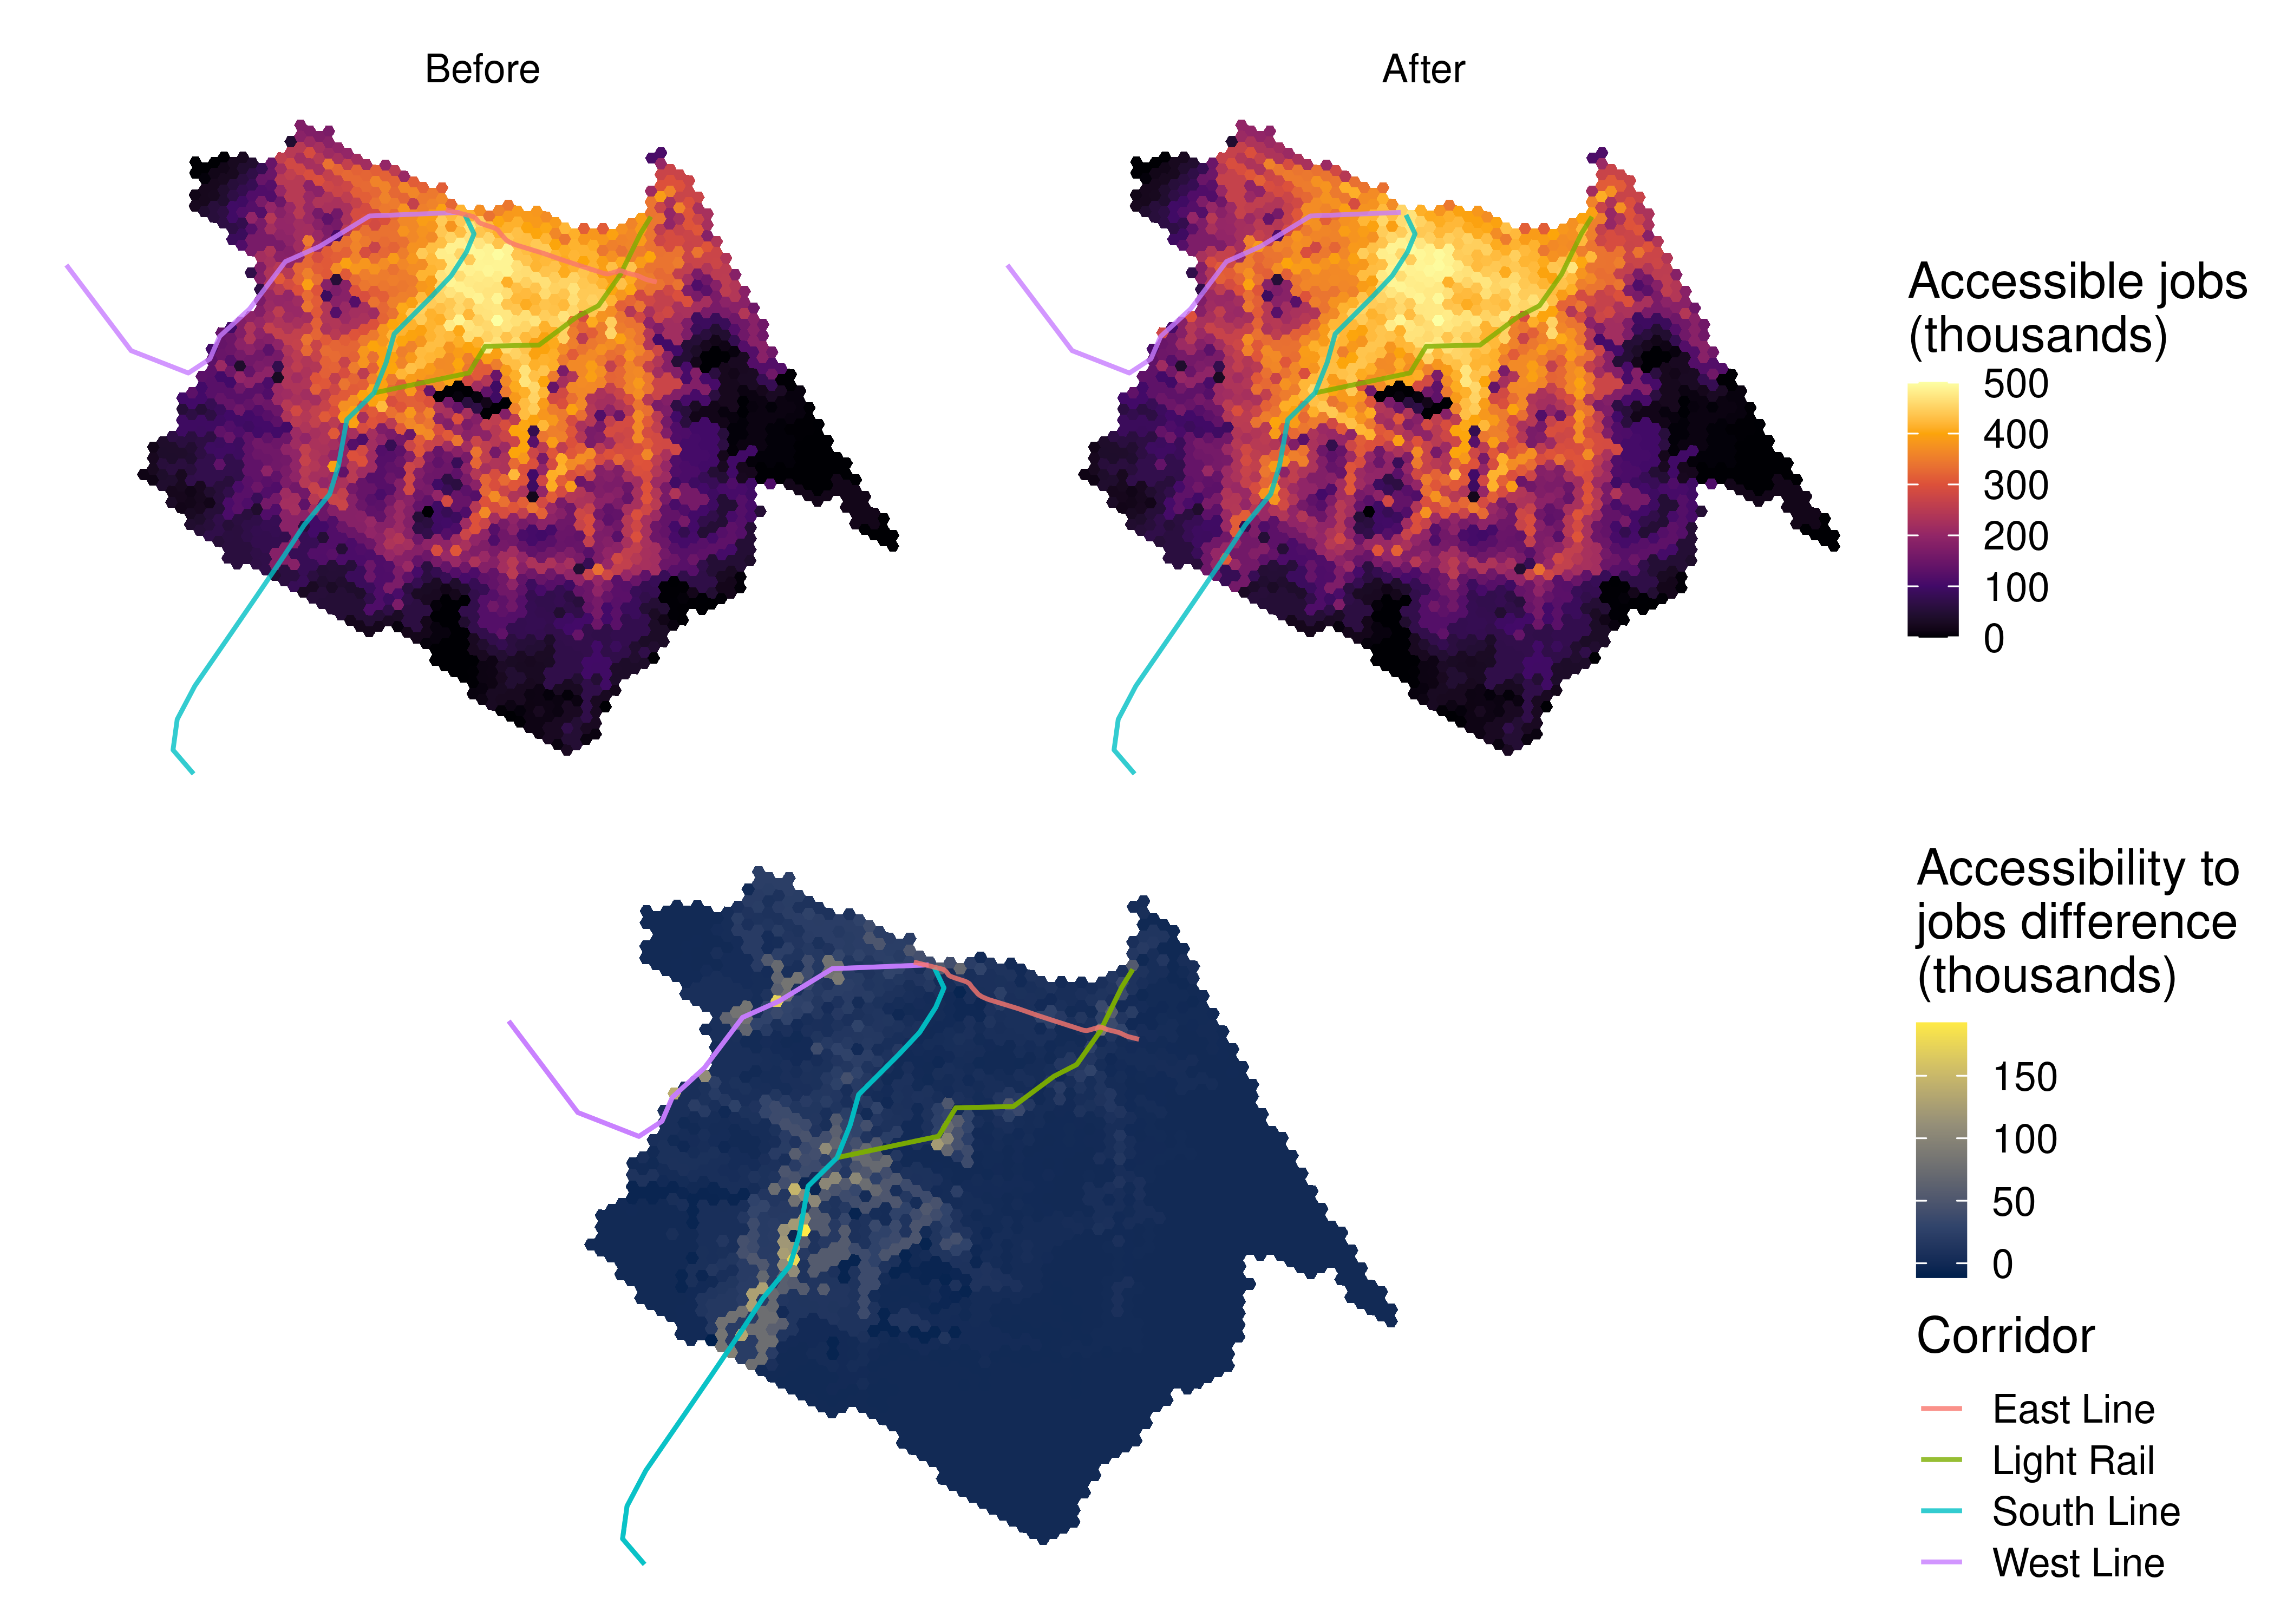 Before
After
Accessible jobs
(thousands)
500
400
300
200
100
0
Accessibility to
jobs difference
(thousands)
150
100
50
0
Corridor
East Line
Light Rail
South Line
West Line